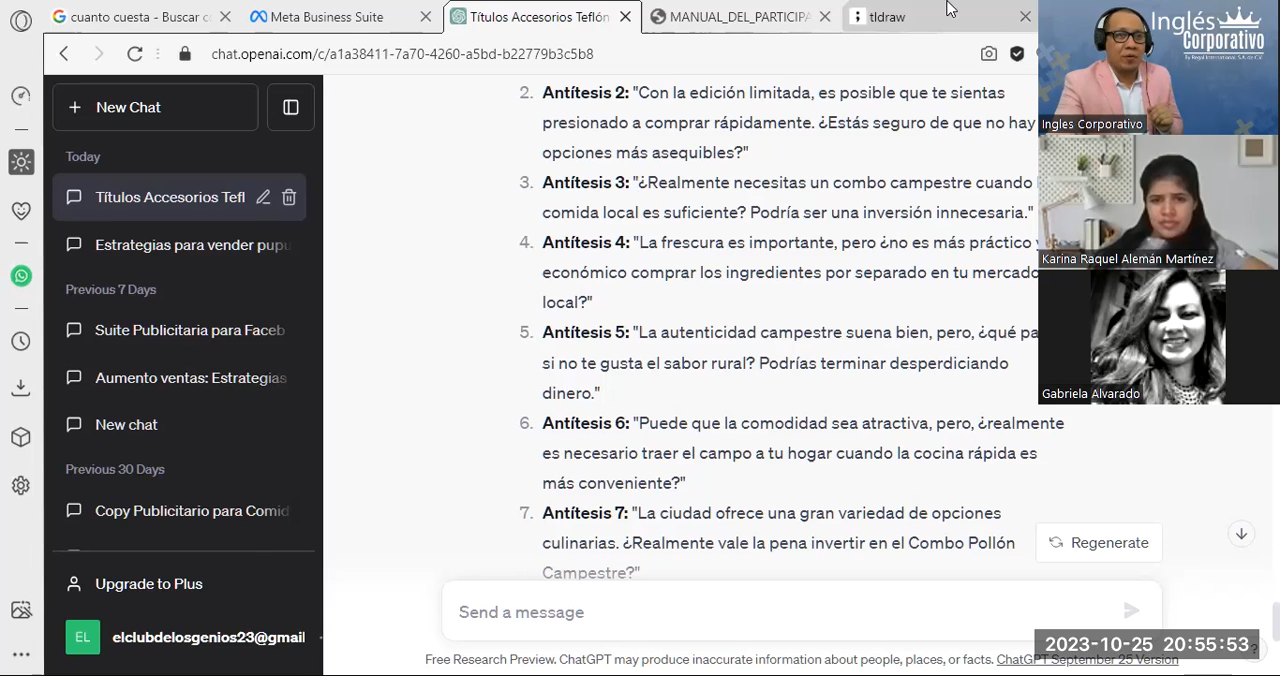 cuanto cuesta - Buscar c
Meta Business Suite
Títulos Accesorios Teflón
MANUAL_DEL_PARTICIPA
tldraw
chat.openai.com/c/a1a38411-7a70-4260-a5bd-b22779b3c5b8
New Chat
Today
Títulos Accesorios Tefl
Estrategias para vender pupu
Previous 7 Days
Suite Publicitaria para Faceb
Aumento ventas: Estrategias
New chat
Previous 30 Days
Copy Publicitario para Comid
Upgrade to Plus
EL
elclubdelosgenios23@gmail
2. Antítesis 2: "Con la edición limitada, es posible que te sientas
presionado a comprar rápidamente. ¿Estás seguro de que no hay
opciones más asequibles?"
3. Antítesis 3: "¿Realmente necesitas un combo campestre cuando
comida local es suficiente? Podría ser una inversión innecesaria."
4. Antítesis 4: "La frescura es importante, pero ¿no es más práctico y
económico comprar los ingredientes por separado en tu mercado
local?"
5. Antítesis 5: "La autenticidad campestre suena bien, pero, ¿qué pa
si no te gusta el sabor rural? Podrías terminar desperdiciando
dinero."
6. Antítesis 6: "Puede que la comodidad sea atractiva, pero, ¿realmente
es necesario traer el campo a tu hogar cuando la cocina rápida es
más conveniente?"
7. Antítesis 7: "La ciudad ofrece una gran variedad de opciones
culinarias. ¿Realmente vale la pena invertir en el Combo Pollón
Campestre?"
Regenerate
Send a message
Free Research Preview. ChatGPT may produce inaccurate information about people, places, or facts. ChatGPT September 25 Version
2023-10-25 20:55:53
Inglés
Corporativo
By Regal International, S.A. de C.V.
Ingles Corporativo
Karina Raquel Alemán Martínez
Gabriela Alvarado